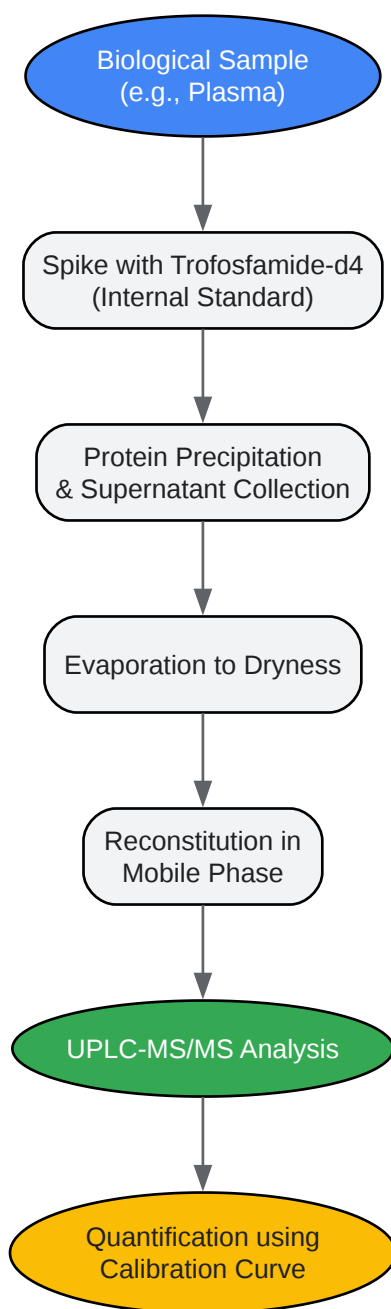 Biological Sample
(e.g., Plasma)
Spike with Trofosfamide-d4
(Internal Standard)
Protein Precipitation
& Supernatant Collection
Evaporation to Dryness
Reconstitution in
Mobile Phase
UPLC-MS/MS Analysis
Quantification using
Calibration Curve